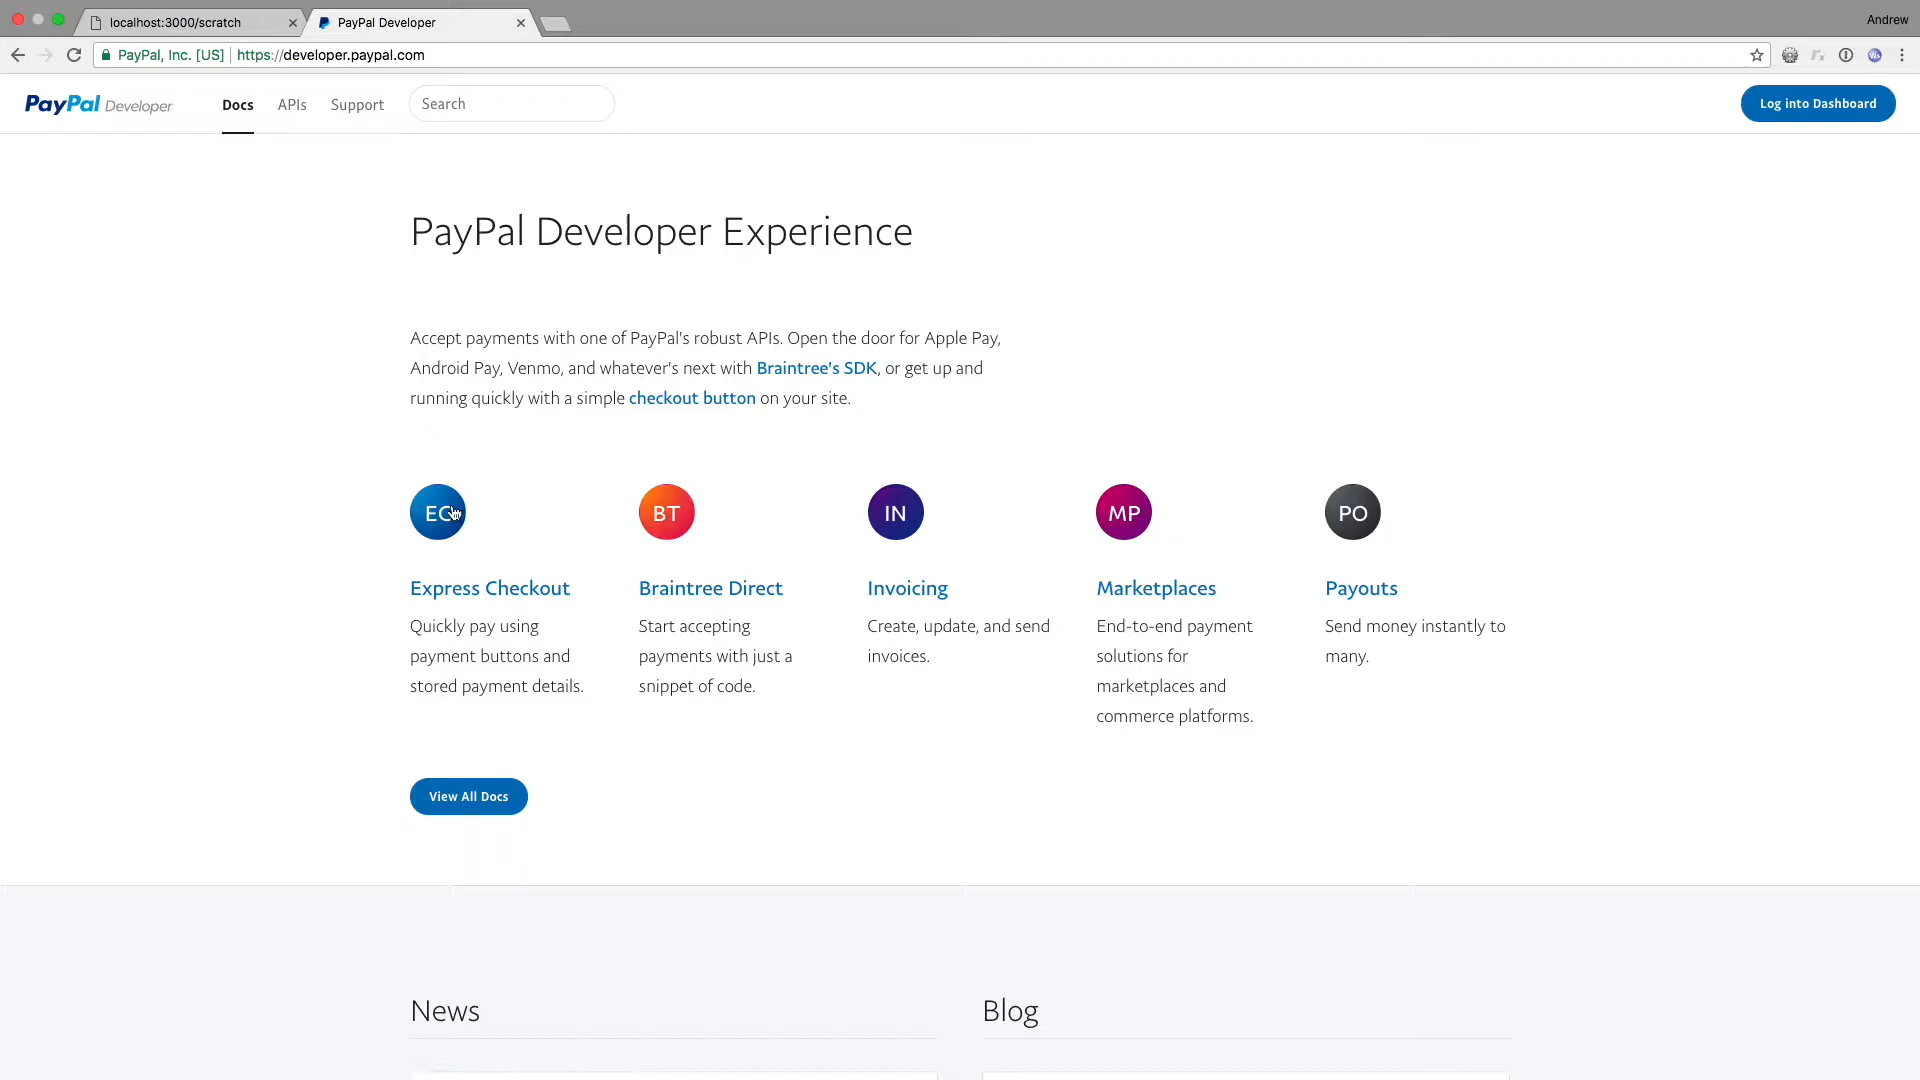 localhost:3000/scratch
PayPal Developer
Andrew
PayPal, Inc. [US]
https://developer.paypal.com
PayPal Developer
Docs
APIs
Support
Search
Log into Dashboard
PayPal Developer Experience
Accept payments with one of PayPal's robust APIs. Open the door for Apple Pay,
Android Pay, Venmo, and whatever's next with Braintree's SDK, or get up and
running quickly with a simple checkout button on your site.
EC
Express Checkout
Quickly pay using
payment buttons and
stored payment details.
BT
Braintree Direct
Start accepting
payments with just a
snippet of code.
IN
Invoicing
Create, update, and send
invoices.
MP
Marketplaces
End-to-end payment
solutions for
marketplaces and
commerce platforms.
PO
Payouts
Send money instantly to
many.
View All Docs
News
Blog